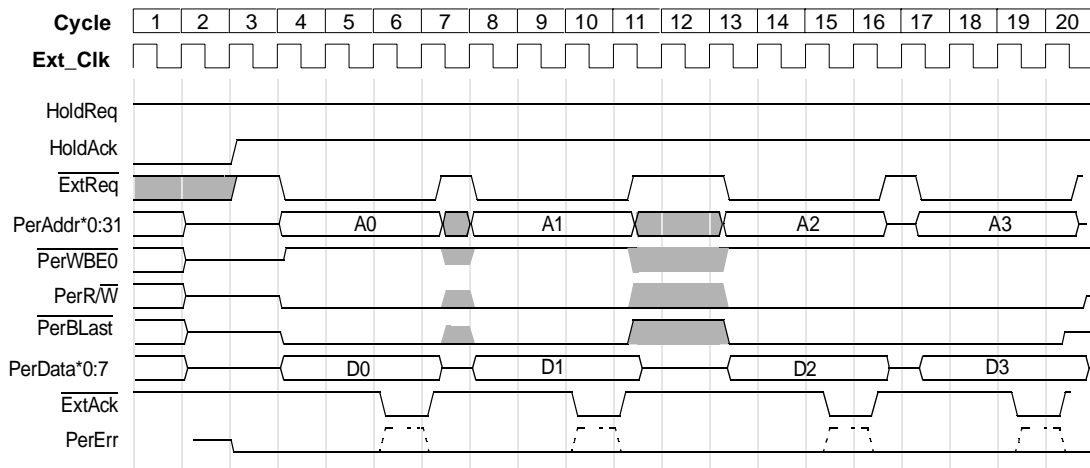 Cycle 1 2 3 4 5 6 7 8 9 10 11 12 13 14 15 16 17 18 19 20
Ext_Clk
HoldReq
HoldAck
ExtReq
PerAddr*0:31 A0 A1 A2 A3
PerWBE0
PerR/W
PerBLast
PerData*0:7 D0 D1 D2 D3
ExtAck
PerErr